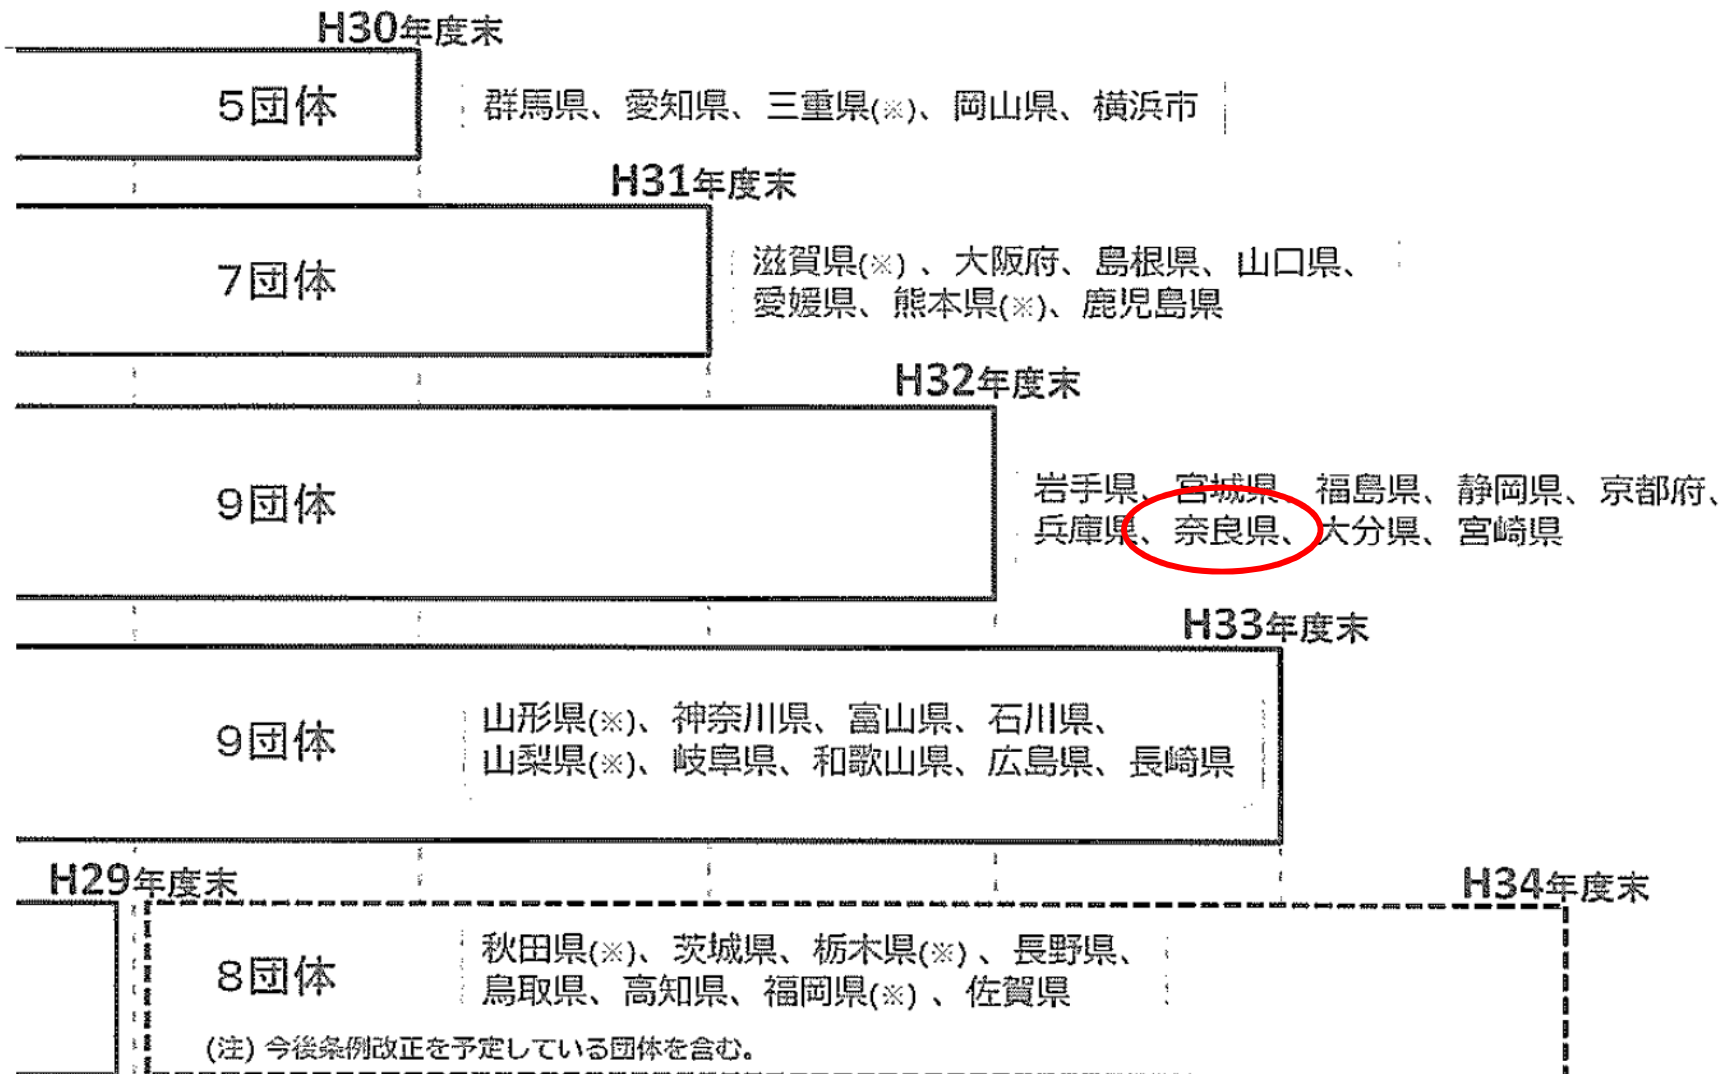 H30年度末
5団体
群馬県、愛知県、三重県(※)、岡山県、横浜市
H31年度末
7団体
滋賀県(※)、大阪府、島根県、山口県、
愛媛県、熊本県(※)、鹿児島県
H32年度末
9団体
岩手県、宮城県、福島県、静岡県、京都府、
兵庫県、奈良県、大分県、宮崎県
H33年度末
9団体
山形県(※)、神奈川県、富山県、石川県、
山梨県(※)、岐阜県、和歌山県、広島県、長崎県
H29年度末
H34年度末
8団体
秋田県(※)、茨城県、栃木県(※)、長野県、
鳥取県、高知県、福岡県(※)、佐賀県
(注) 今後条例改正を予定している団体を含む。